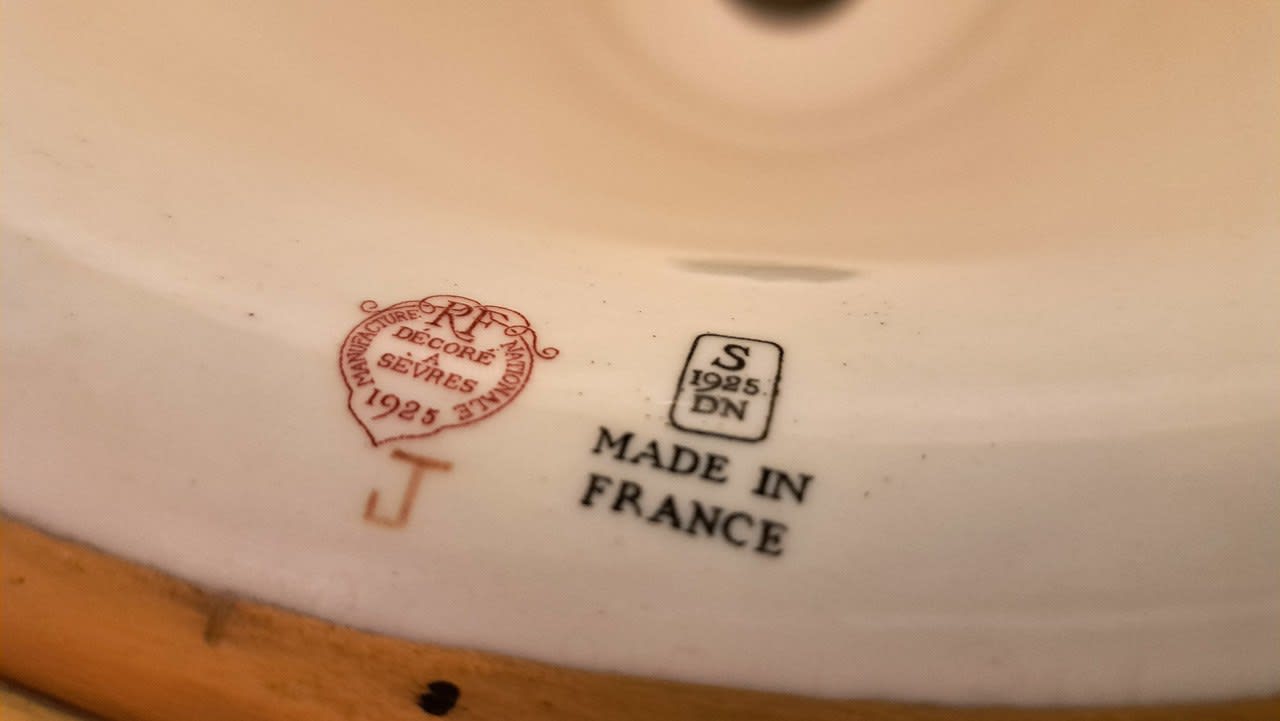 RF
MANUFACTURE NATIONALE
DÉCORÉ
A
SÈVRES
1925
J
S
1925
DN
MADE IN
FRANCE